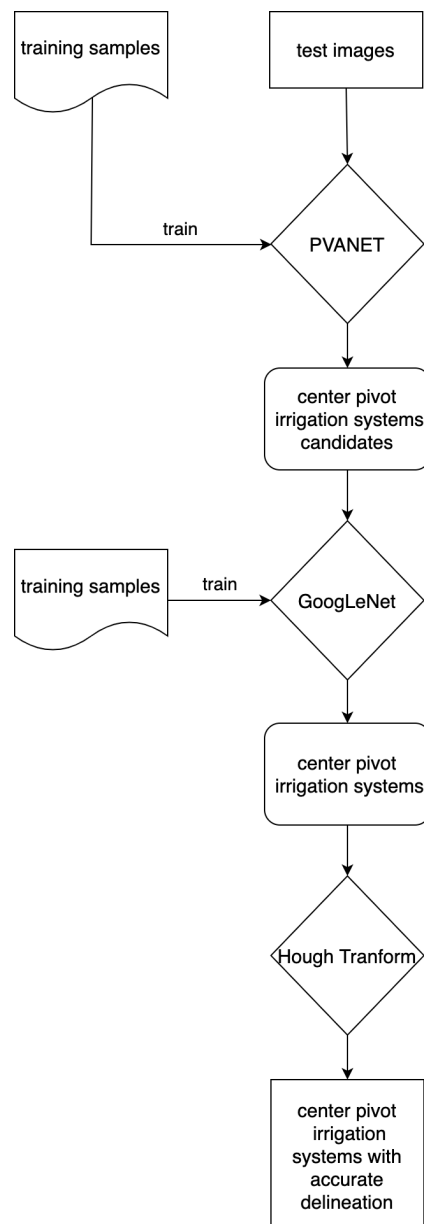 training samples
test images
train
PVANET
center pivot
irrigation systems
candidates
training samples
train
GoogLeNet
center pivot
irrigation systems
Hough Tranform
center pivot
irrigation
systems with
accurate
delineation